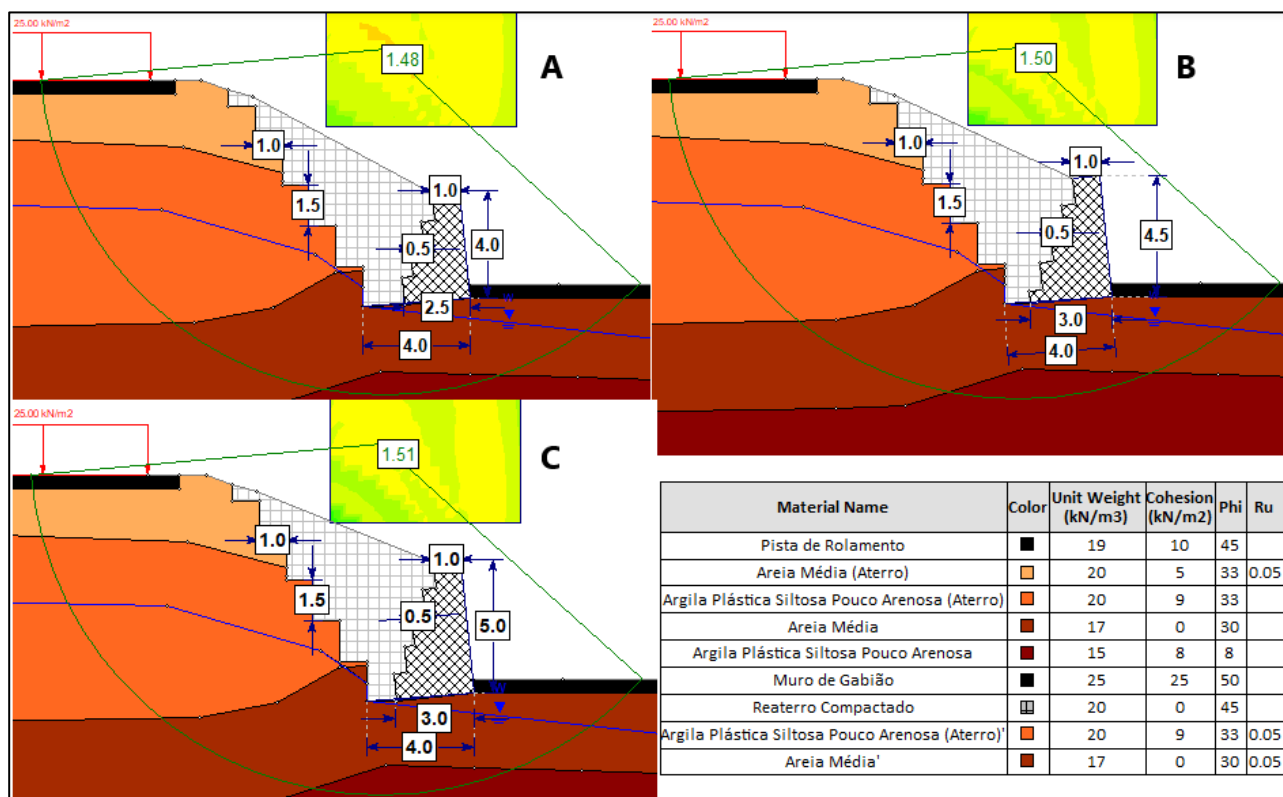 25.00 kN/m2
1.48
A
1.0
1.5
1.0
0.5
4.0
2.5
4.0
W
1.50
B
1.0
1.5
1.0
0.5
4.5
3.0
4.0
W
25.00 kN/m2
1.51
C
1.0
1.5
1.0
0.5
5.0
3.0
4.0
W
Material Name Color Unit Weight (kN/m3) Cohesion (kN/m2) Phi Ru
Pista de Rolamento 19 10 45
Areia Média (Aterro) 20 5 33 0.05
Argila Plástica Siltosa Pouco Arenosa (Aterro) 20 9 33
Areia Média 17 0 30
Argila Plástica Siltosa Pouco Arenosa 15 8 8
Muro de Gabião 25 25 50
Reaterro Compactado 20 0 45
Argila Plástica Siltosa Pouco Arenosa (Aterro)' 20 9 33 0.05
Areia Média' 17 0 30 0.05